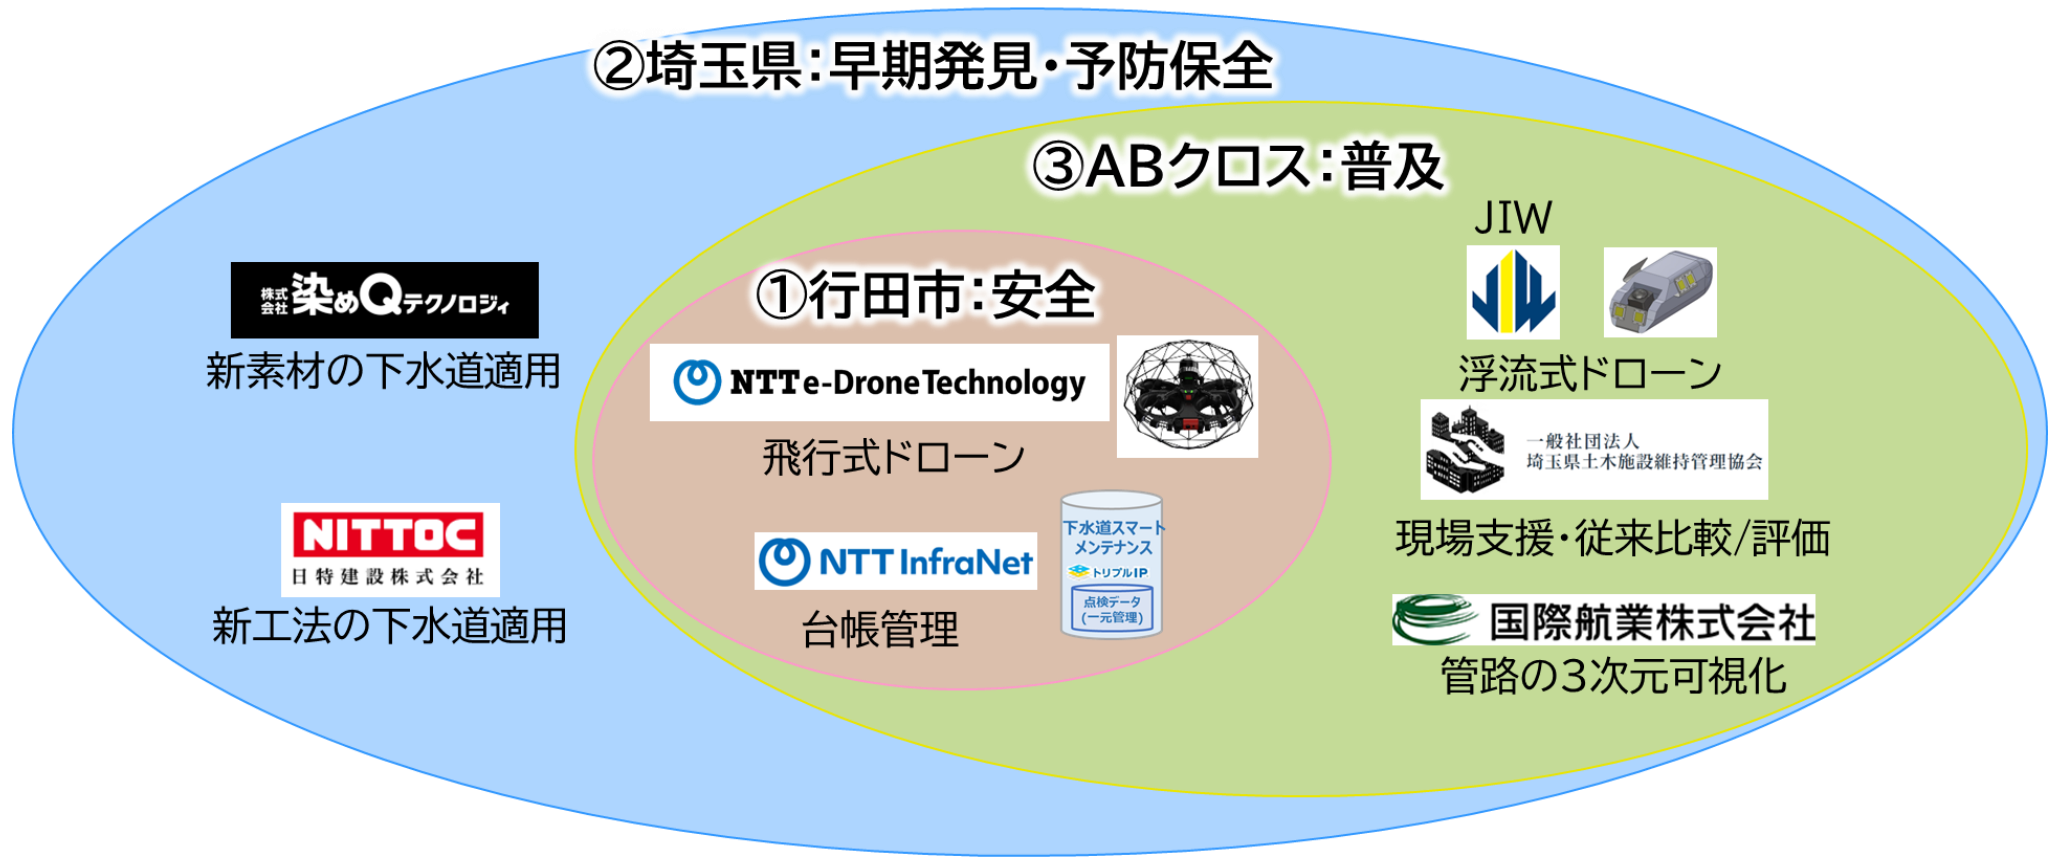 ②埼玉県：早期発見・予防保全
③ABクロス：普及
①行田市：安全
株式会社 染めQテクノロジィ
新素材の下水道適用
NITTOC
日特建設株式会社
新工法の下水道適用
NTT e-Drone Technology
飛行式ドローン
NTT InfraNet
台帳管理
下水道スマート
メンテナンス
トリプルIP
点検データ
(一元管理)
JIW
JIW
浮流式ドローン
一般社団法人
埼玉県土木施設維持管理協会
現場支援・従来比較/評価
国際航業株式会社
管路の３次元可視化